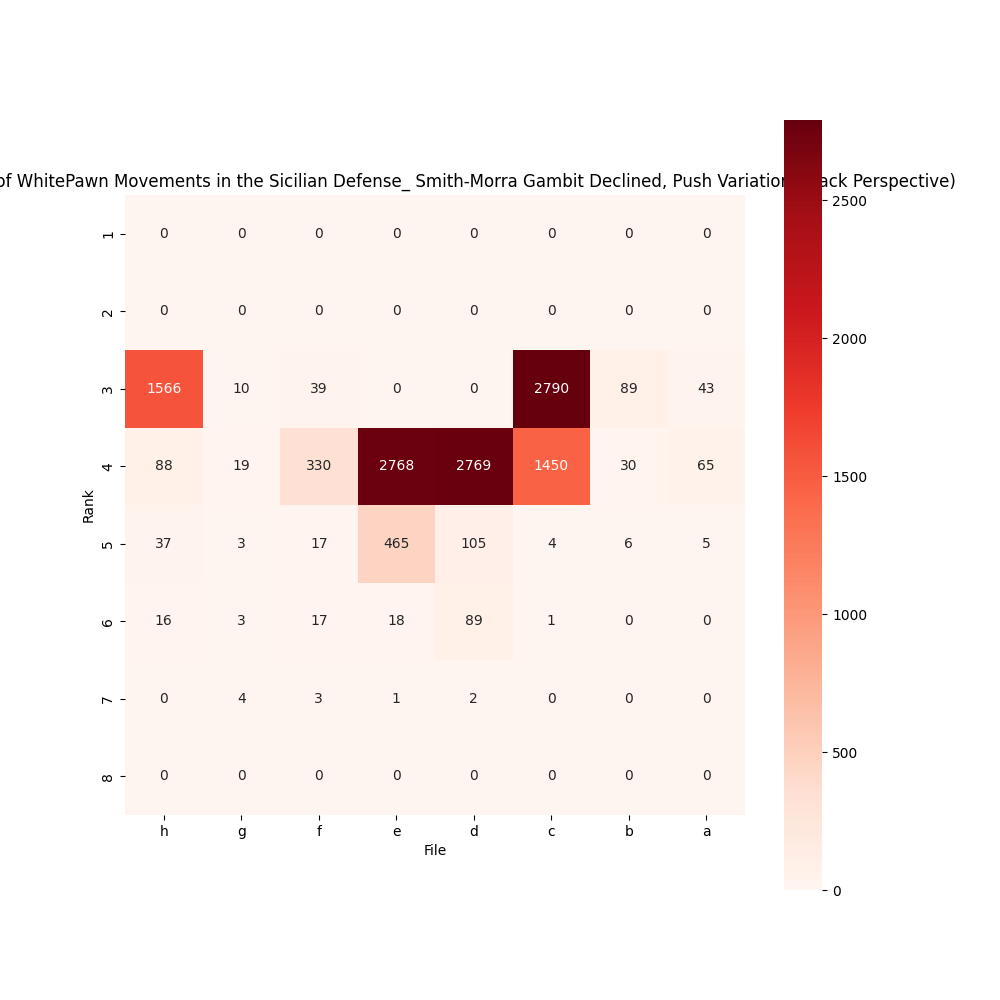 of WhitePawn Movements in the Sicilian Defense_ Smith-Morra Gambit Declined, Push Variation ack Perspective)
1 0 0 0 0 0 0 0 0
2 0 0 0 0 0 0 0 0
3 1566 10 39 0 0 2790 89 43
4 88 19 330 2768 2769 1450 30 65
5 37 3 17 465 105 4 6 5
6 16 3 17 18 89 1 0 0
7 0 4 3 1 2 0 0 0
8 0 0 0 0 0 0 0 0
h g f e d c b a
Rank
File
2500
2000
1500
1000
500
0